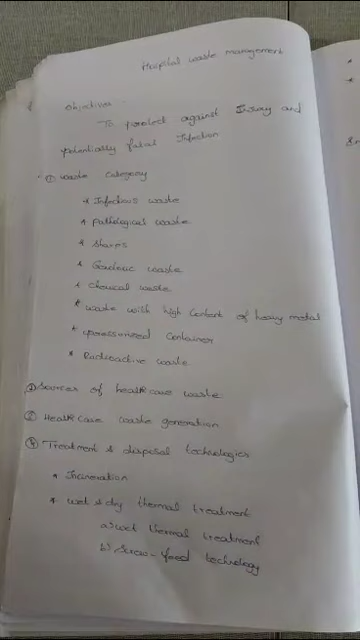 Hospital waste management
Objectives
To protect against Injury and
potentially fatal Infection
① waste category
* Infectious waste
* Pathological waste
* Sharps
* Genotoxic waste
* Chemical waste
* waste with high content of heavy metal
* pressurized container
* Radioactive waste
② Sources of health care waste
③ Health care waste generation
④ Treatment & disposal technologies
* Incineration
* wet & dry thermal treatment
a) wet thermal treatment
b) Screw-feed technology